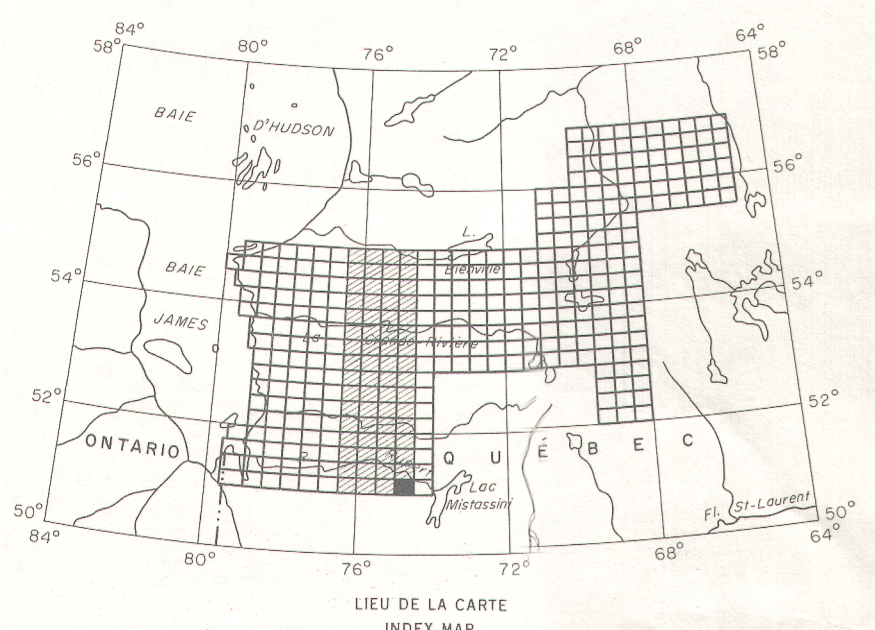 84° 80° 76° 72° 68° 64°
58° 58°
BAIE
D'HUDSON
56° 56°
L.
Bienville
BAIE
54° 54°
JAMES
La Grande-Rivière
52° 52°
ONTARIO
QUÉBEC
Lac
Mistassini
Fl. St-Laurent
50° 50°
84° 80° 76° 72° 68° 64°
LIEU DE LA CARTE
INDEX MAP